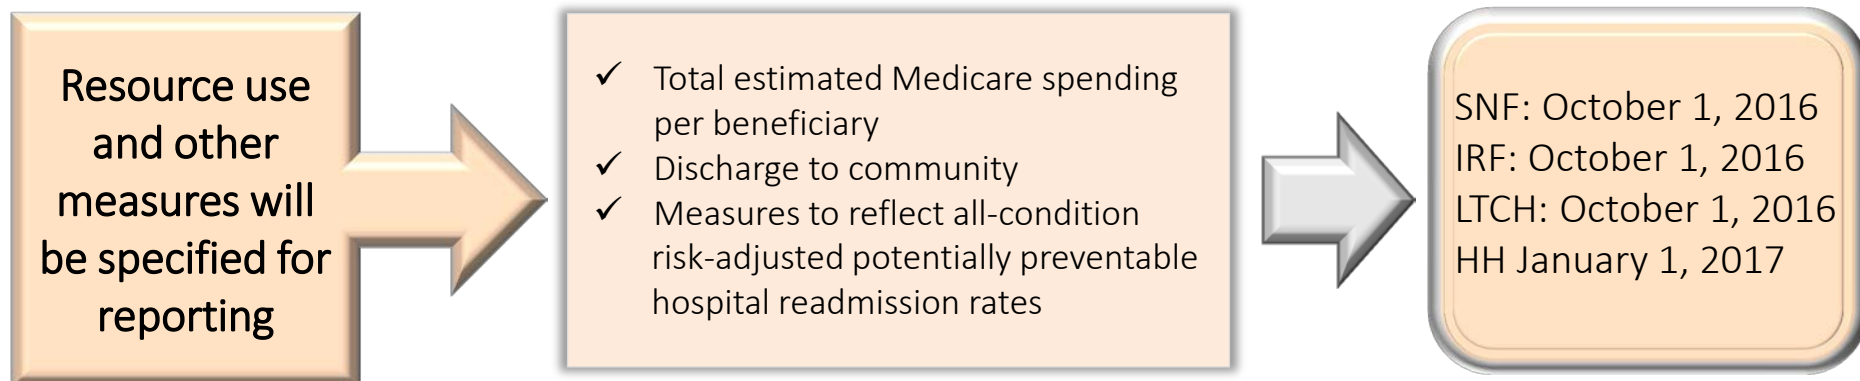 Resource use
and other
measures will
be specified for
reporting
✓ Total estimated Medicare spending
per beneficiary
✓ Discharge to community
✓ Measures to reflect all-condition
risk-adjusted potentially preventable
hospital readmission rates
SNF: October 1, 2016
IRF: October 1, 2016
LTCH: October 1, 2016
HH January 1, 2017